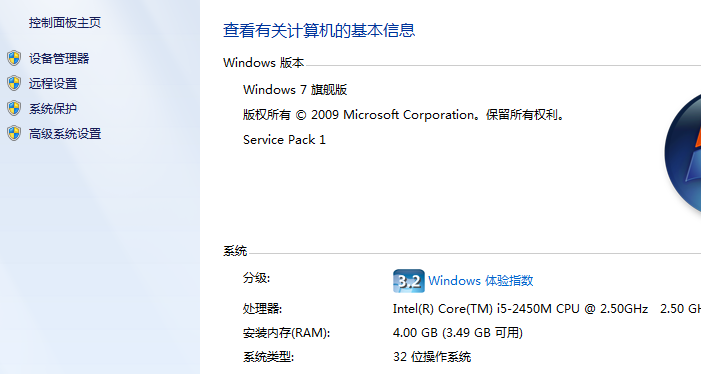 控制面板主页
设备管理器
远程设置
系统保护
高级系统设置
查看有关计算机的基本信息
Windows 版本
Windows 7 旗舰版
版权所有 © 2009 Microsoft Corporation。保留所有权利。
Service Pack 1
系统
分级:
3.2 Windows 体验指数
处理器:
Intel(R) Core(TM) i5-2450M CPU @ 2.50GHz 2.50
安装内存(RAM):
4.00 GB (3.49 GB 可用)
系统类型:
32 位操作系统